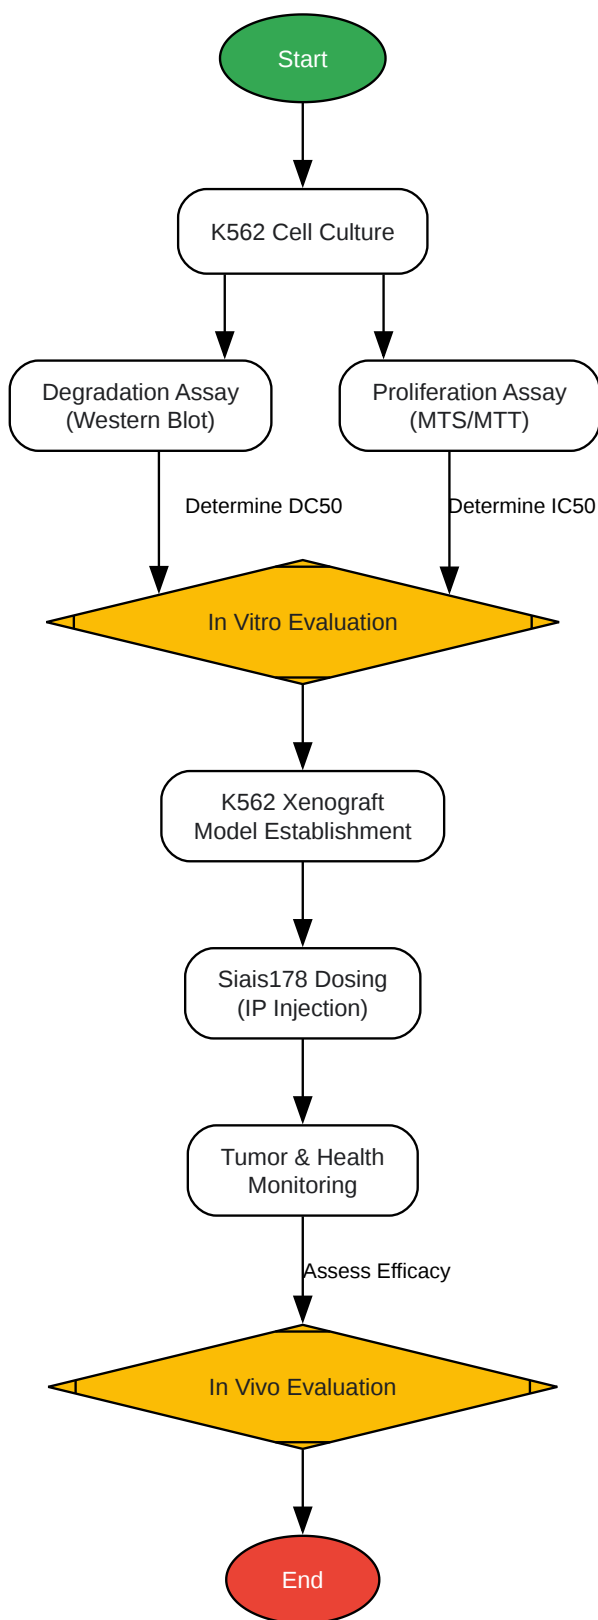 Start
K562 Cell Culture
Degradation Assay
(Western Blot)
Proliferation Assay
(MTS/MTT)
Determine DC50
Determine IC50
In Vitro Evaluation
K562 Xenograft
Model Establishment
Siais178 Dosing
(IP Injection)
Tumor & Health
Monitoring
Assess Efficacy
In Vivo Evaluation
End